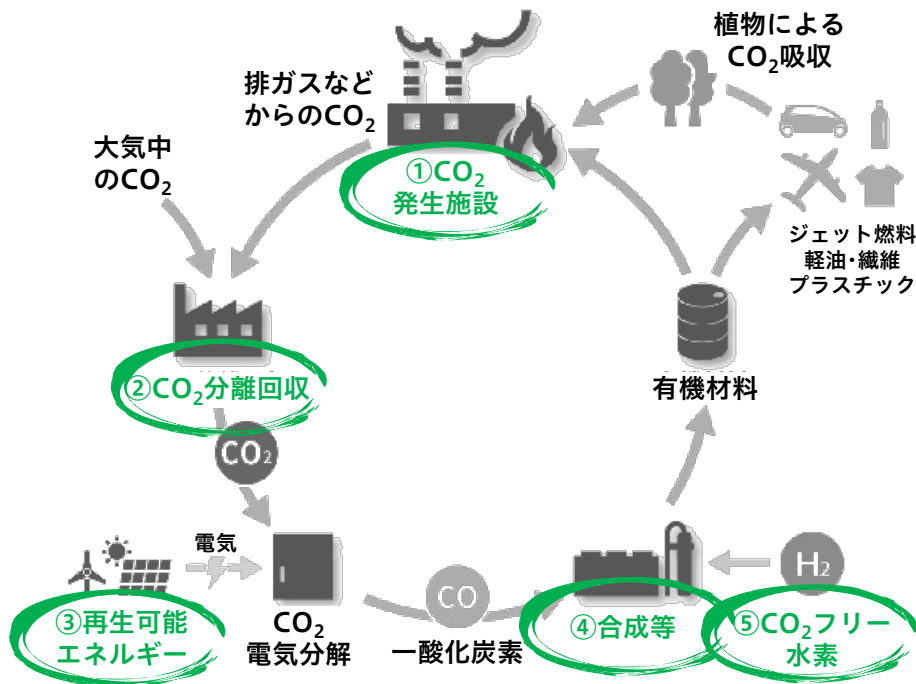 植物による
CO₂吸収
排ガスなど
からのCO₂
大気中
のCO₂
①CO₂
発生施設
ジェット燃料
軽油･繊維
プラスチック
②CO₂分離回収
有機材料
CO₂
電気
H₂
CO
③再生可能
エネルギー
CO₂
電気分解
一酸化炭素
④合成等
⑤CO₂フリー
水素